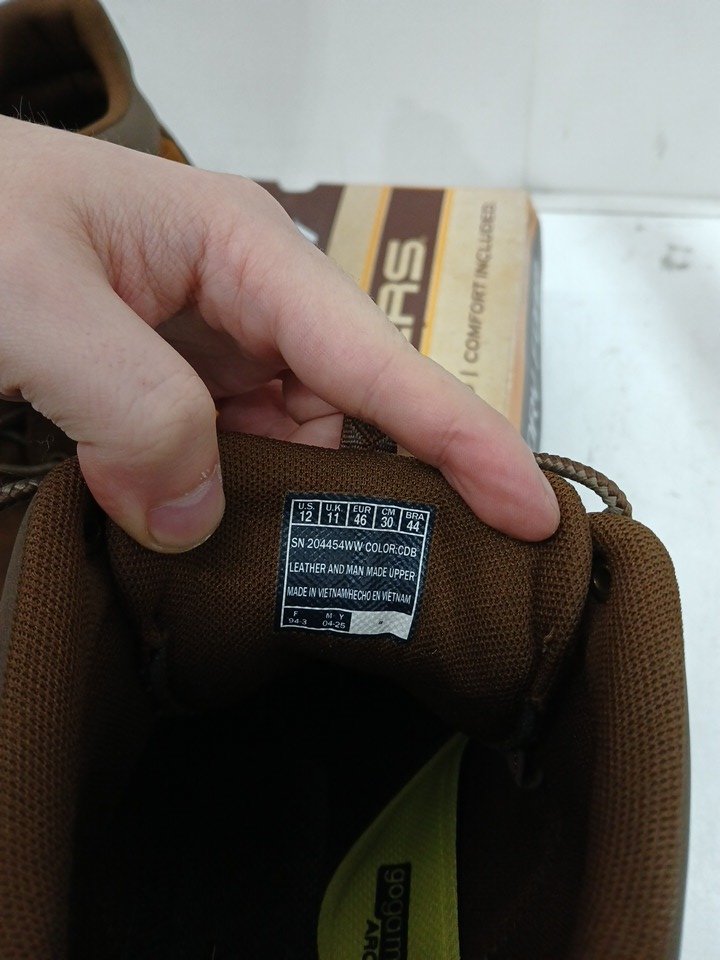 COMFORT INCLUDED.
U.S. U.K. EUR CM BRA
12 11 46 30 44
SN 204454WW COLOR:CDB
LEATHER AND MAN MADE UPPER
MADE IN VIETNAM/HECHO EN VIETNAM
F M Y
94-3 04-25